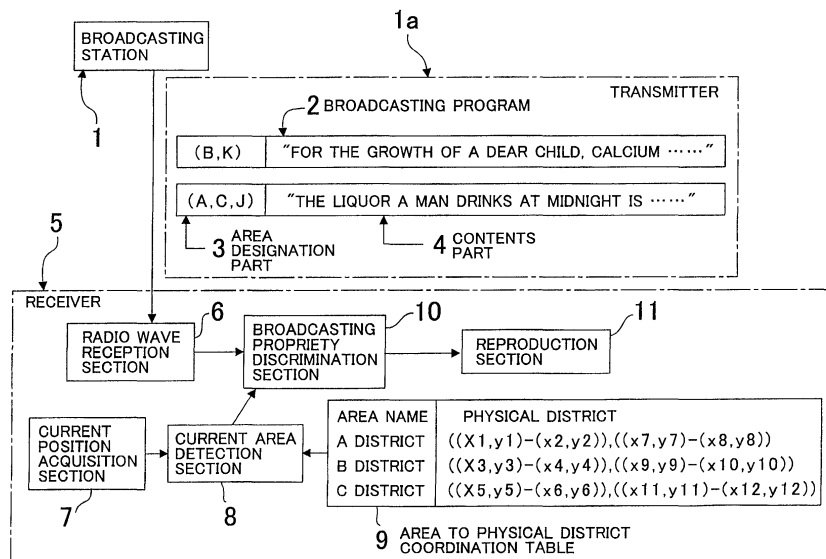 1a
BROADCASTING
STATION
1
TRANSMITTER
2 BROADCASTING PROGRAM
(B,K) "FOR THE GROWTH OF A DEAR CHILD, CALCIUM ……"
(A,C,J) "THE LIQUOR A MAN DRINKS AT MIDNIGHT IS ……"
3 AREA
DESIGNATION
PART
4 CONTENTS
PART
5
RECEIVER
6
RADIO WAVE
RECEPTION
SECTION
10
BROADCASTING
PROPRIETY
DISCRIMINATION
SECTION
11
REPRODUCTION
SECTION
CURRENT
POSITION
ACQUISITION
SECTION
7
CURRENT AREA
DETECTION
SECTION
8
AREA NAME PHYSICAL DISTRICT
A DISTRICT ((X1,y1)-(x2,y2)),((x7,y7)-(x8,y8))
B DISTRICT ((X3,y3)-(x4,y4)),((x9,y9)-(x10,y10))
C DISTRICT ((X5,y5)-(x6,y6)),((x11,y11)-(x12,y12))
9 AREA TO PHYSICAL DISTRICT
COORDINATION TABLE